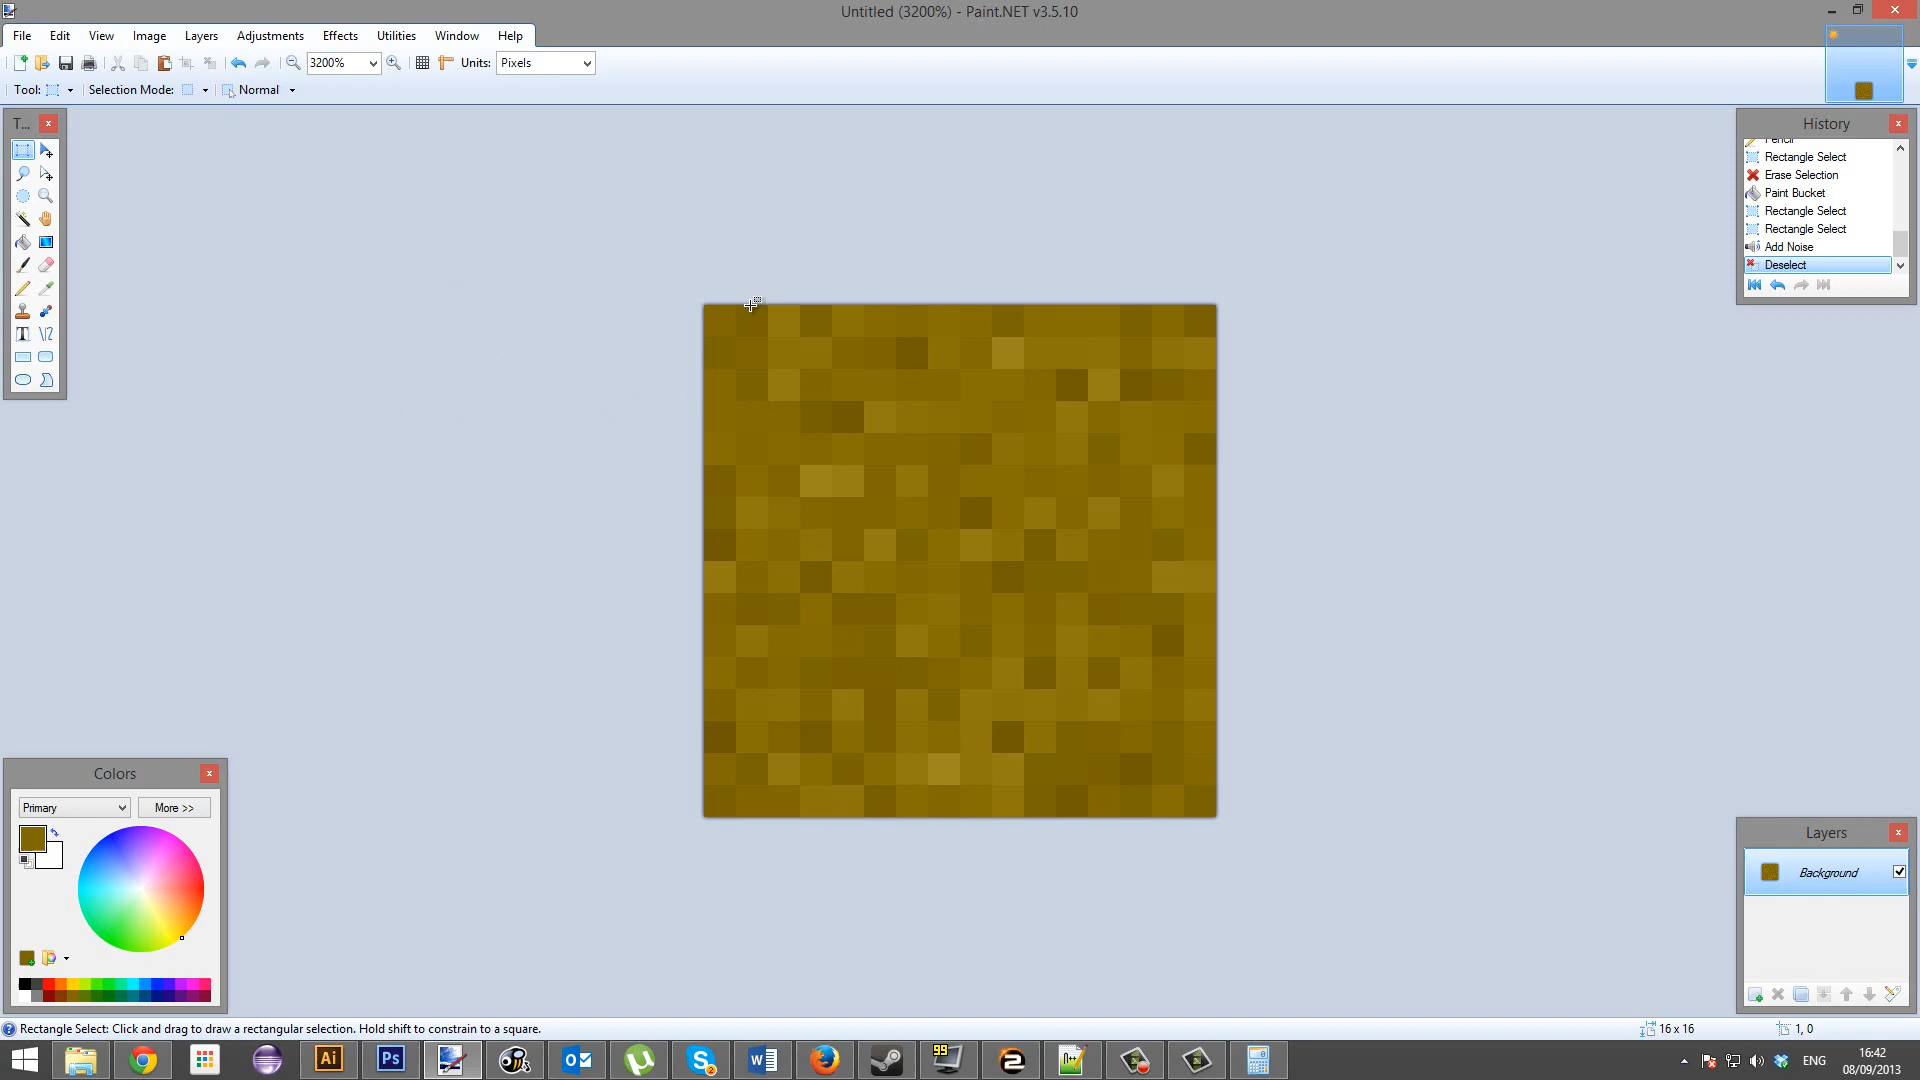 Untitled (3200%) - Paint.NET v3.5.10
File Edit View Image Layers Adjustments Effects Utilities Window Help
3200% Units: Pixels
Tool: Selection Mode: Normal
T...
History
Pencil
Rectangle Select
Erase Selection
Paint Bucket
Rectangle Select
Rectangle Select
Add Noise
Deselect
Colors
Primary More >>
Layers
Background
Rectangle Select: Click and drag to draw a rectangular selection. Hold shift to constrain to a square.
16 x 16 1, 0
Ai Ps 99 2 ENG 16:42
08/09/2013